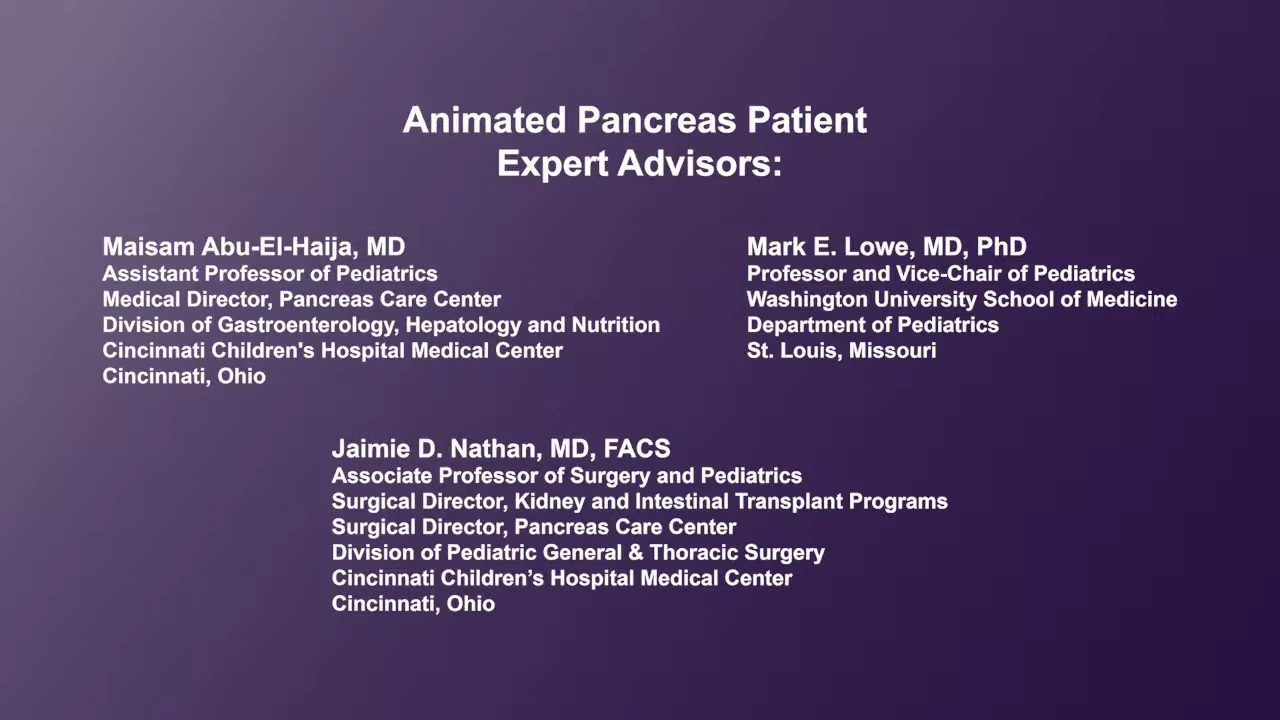 Animated Pancreas Patient
Expert Advisors:
Maisam Abu-El-Haija, MD
Assistant Professor of Pediatrics
Medical Director, Pancreas Care Center
Division of Gastroenterology, Hepatology and Nutrition
Cincinnati Children's Hospital Medical Center
Cincinnati, Ohio
Mark E. Lowe, MD, PhD
Professor and Vice-Chair of Pediatrics
Washington University School of Medicine
Department of Pediatrics
St. Louis, Missouri
Jaimie D. Nathan, MD, FACS
Associate Professor of Surgery and Pediatrics
Surgical Director, Kidney and Intestinal Transplant Programs
Surgical Director, Pancreas Care Center
Division of Pediatric General & Thoracic Surgery
Cincinnati Children’s Hospital Medical Center
Cincinnati, Ohio